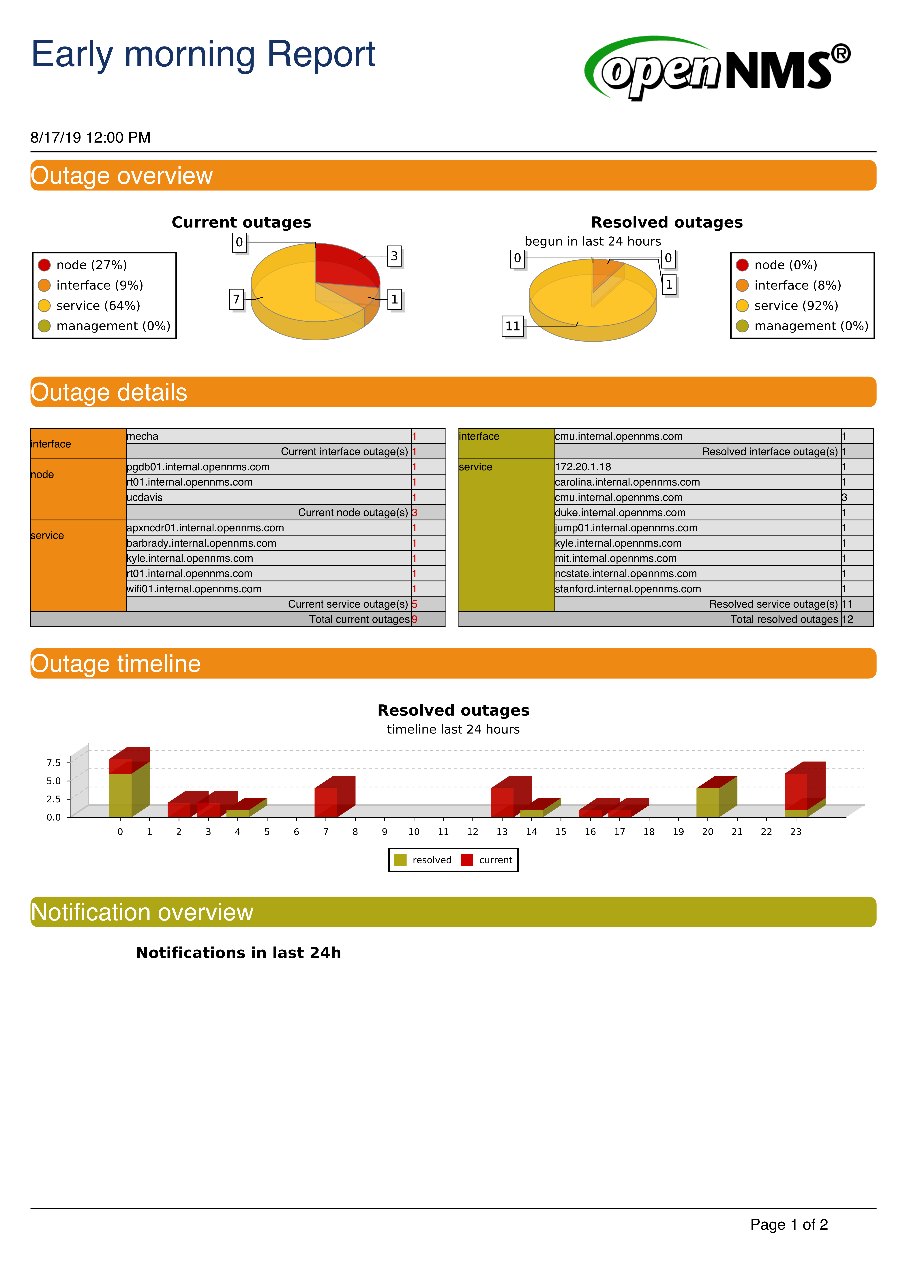 Early morning Report
openNMS®
8/17/19 12:00 PM
Outage overview
Current outages
node (27%)
interface (9%)
service (64%)
management (0%)
0
3
7
1
Resolved outages
begun in last 24 hours
0
0
1
11
node (0%)
interface (8%)
service (92%)
management (0%)
Outage details
interface
mecha 1
Current interface outage(s) 1
node
pgdb01.internal.opennms.com 1
rt01.internal.opennms.com 1
ucdavis 1
Current node outage(s) 3
service
apxncdr01.internal.opennms.com 1
barbrady.internal.opennms.com 1
kyle.internal.opennms.com 1
rt01.internal.opennms.com 1
wifi01.internal.opennms.com 1
Current service outage(s) 5
Total current outages 9
interface
cmu.internal.opennms.com 1
Resolved interface outage(s) 1
service
172.20.1.18 1
carolina.internal.opennms.com 1
cmu.internal.opennms.com 3
duke.internal.opennms.com 1
jump01.internal.opennms.com 1
kyle.internal.opennms.com 1
mit.internal.opennms.com 1
ncstate.internal.opennms.com 1
stanford.internal.opennms.com 1
Resolved service outage(s) 11
Total resolved outages 12
Outage timeline
Resolved outages
timeline last 24 hours
7.5
5.0
2.5
0.0
0 1 2 3 4 5 6 7 8 9 10 11 12 13 14 15 16 17 18 19 20 21 22 23
resolved current
Notification overview
Notifications in last 24h
Page 1 of 2